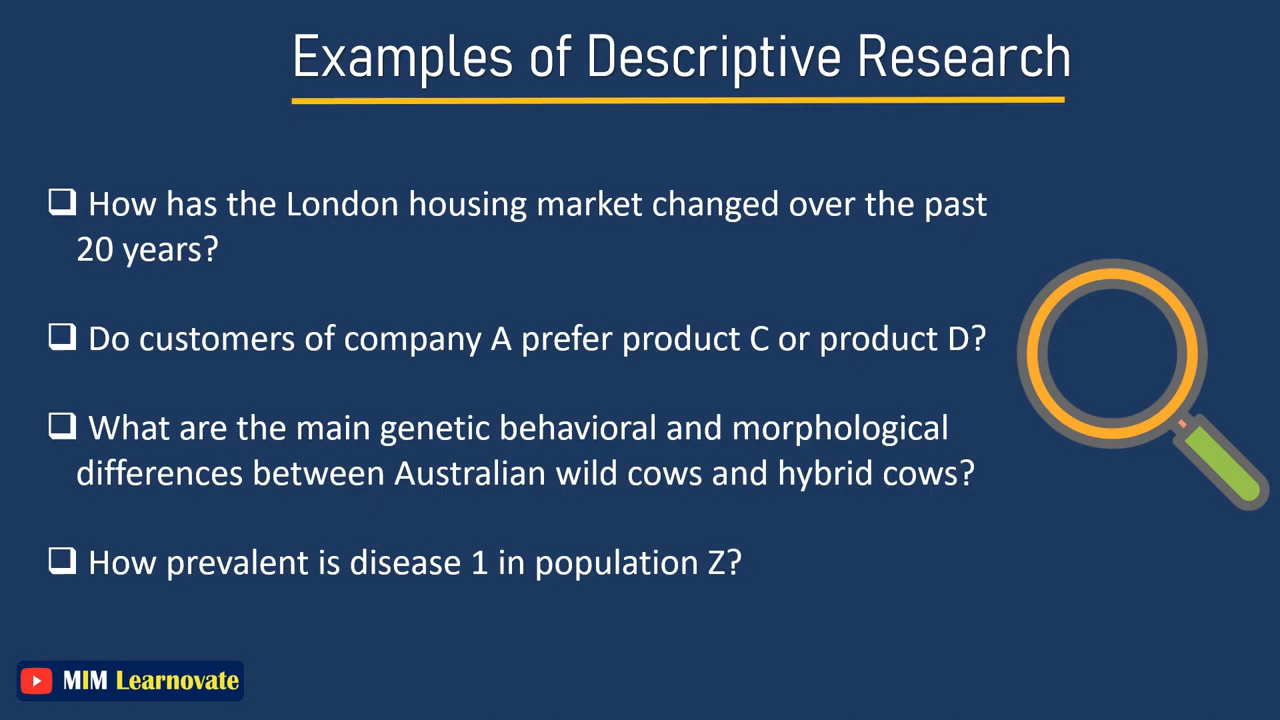 Examples of Descriptive Research
❑ How has the London housing market changed over the past
20 years?
❑ Do customers of company A prefer product C or product D?
❑ What are the main genetic behavioral and morphological
differences between Australian wild cows and hybrid cows?
❑ How prevalent is disease 1 in population Z?
MIM Learnovate